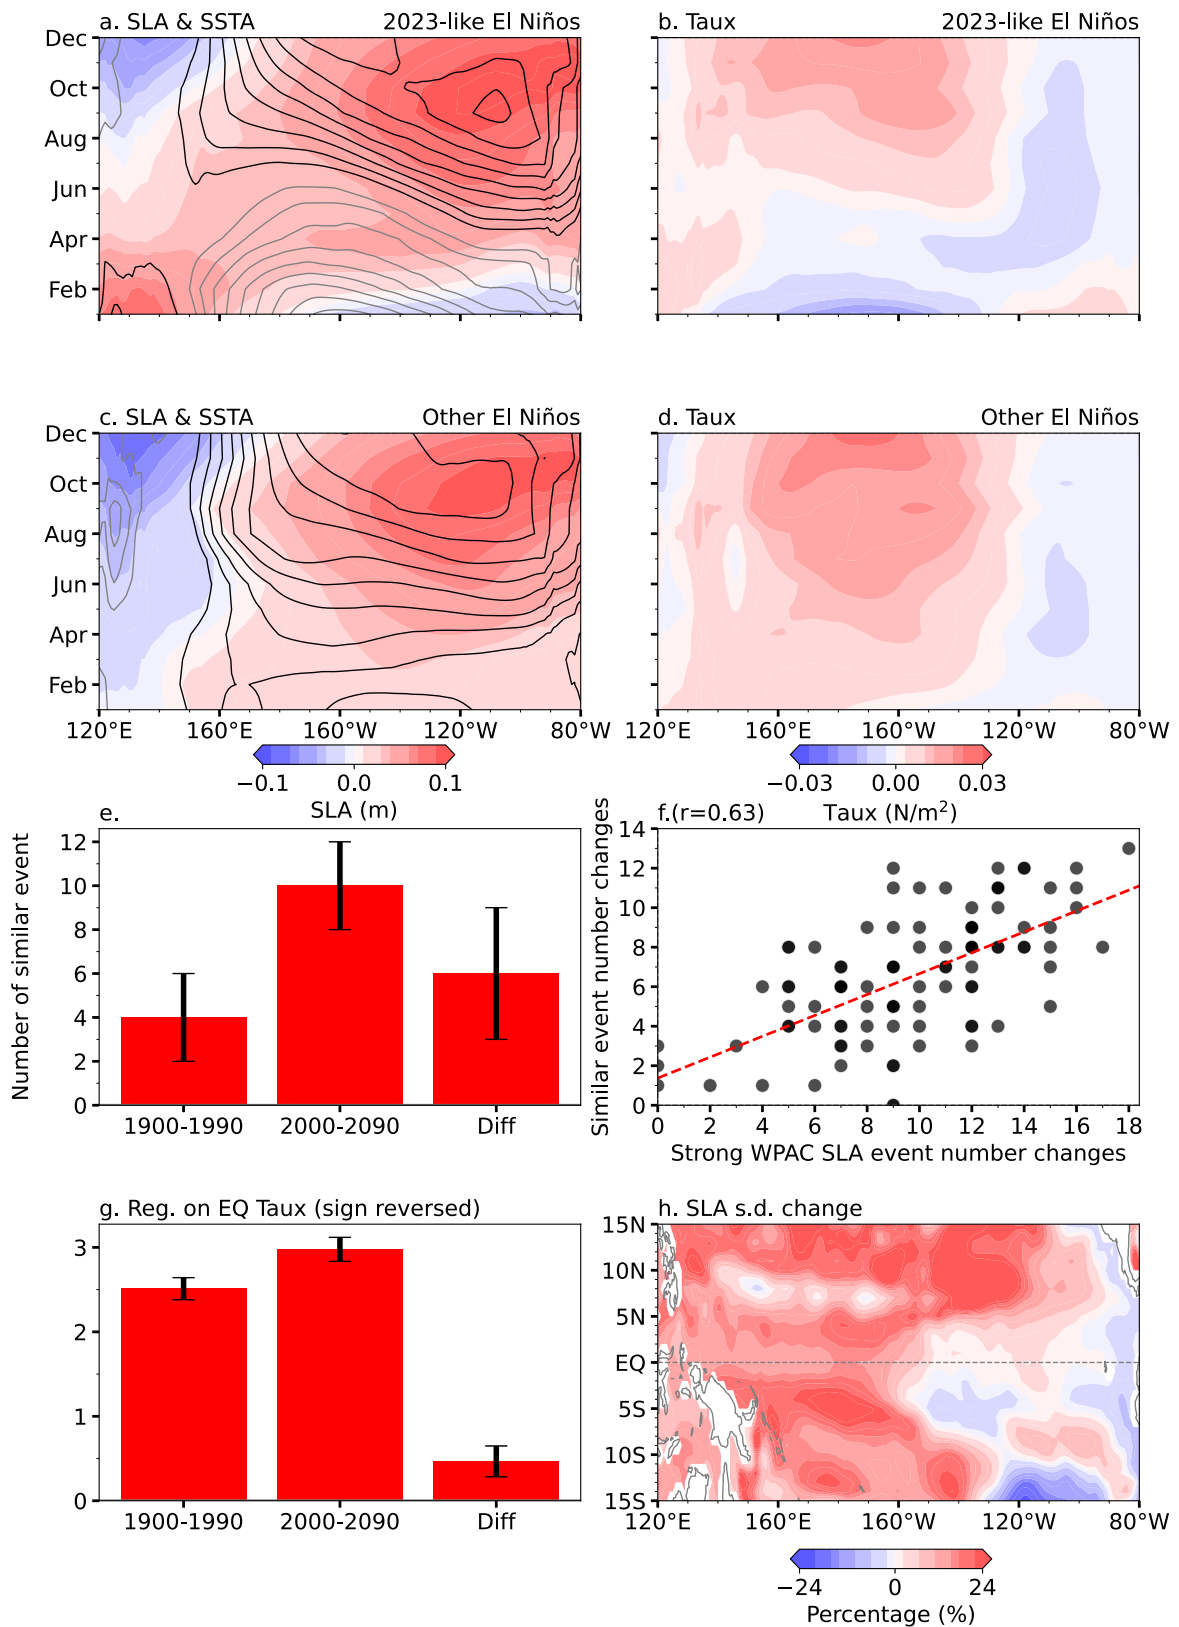 a. SLA & SSTA 2023-like El Niños
b. Taux 2023-like El Niños
Dec
Oct
Aug
Jun
Apr
Feb
c. SLA & SSTA Other El Niños
d. Taux Other El Niños
Dec
Oct
Aug
Jun
Apr
Feb
120°E 160°E 160°W 120°W 80°W
120°E 160°E 160°W 120°W 80°W
−0.1 0.0 0.1
SLA (m)
−0.03 0.00 0.03
Taux (N/m²)
e.
Number of similar event
12
10
8
6
4
2
0
1900-1990 2000-2090 Diff
f.(r=0.63)
Similar event number changes
14
12
10
8
6
4
2
0
0 2 4 6 8 10 12 14 16 18
Strong WPAC SLA event number changes
g. Reg. on EQ Taux (sign reversed)
3
2
1
0
1900-1990 2000-2090 Diff
h. SLA s.d. change
15N
10N
5N
EQ
5S
10S
15S
120°E 160°E 160°W 120°W 80°W
−24 0 24
Percentage (%)